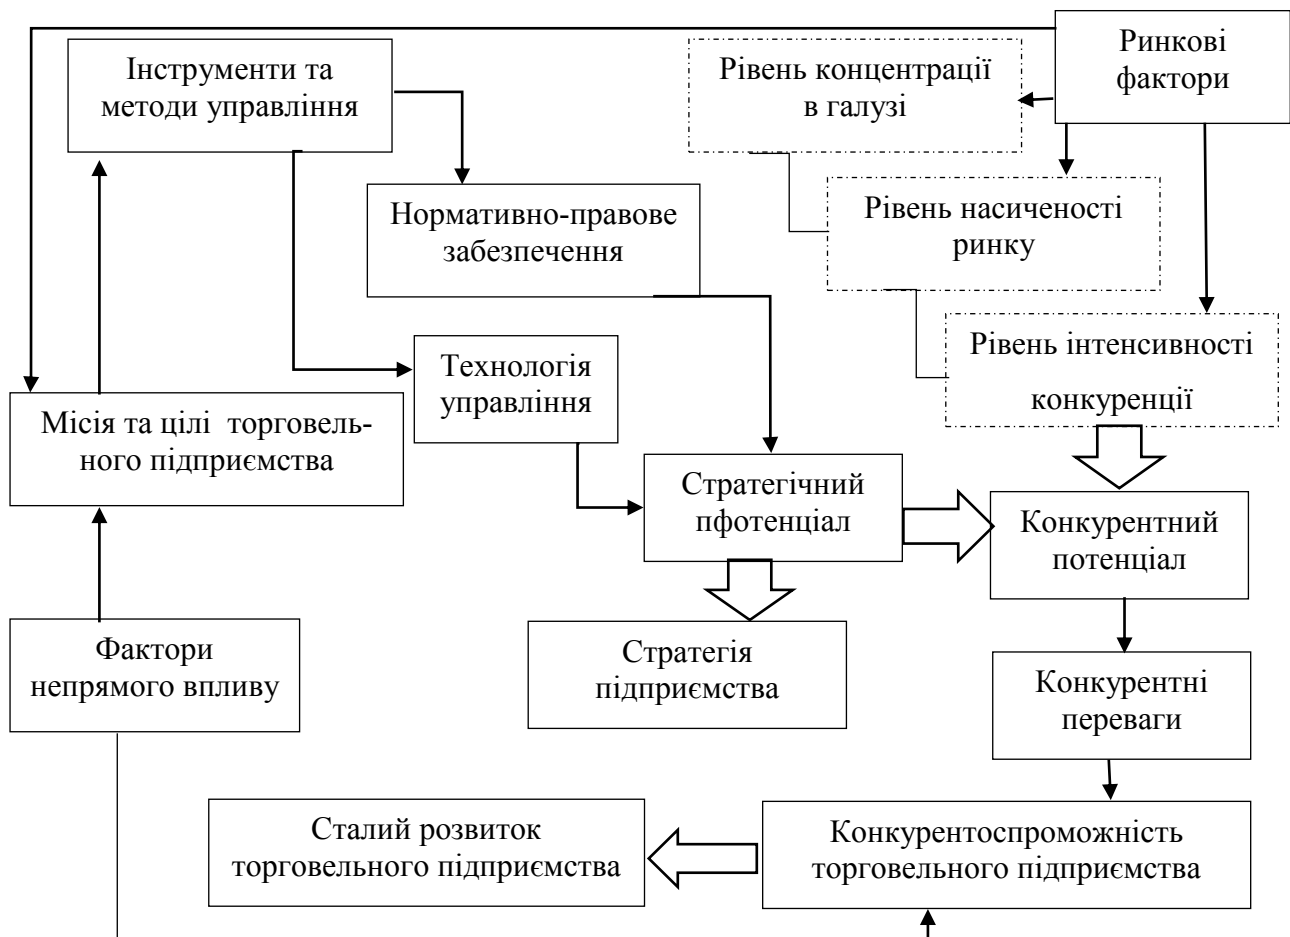 Ринкові
фактори
Інструменти та
методи управління
Рівень концентрації
в галузі
Нормативно-правове
забезпечення
Рівень насиченості
ринку
Технологія
управління
Рівень інтенсивності
конкуренції
Місія та цілі торговель-
ного підприємства
Стратегічний
пфотенціал
Конкурентний
потенціал
Фактори
непрямого впливу
Стратегія
підприємства
Конкурентні
переваги
Сталий розвиток
торговельного підприємства
Конкурентоспроможність
торговельного підприємства